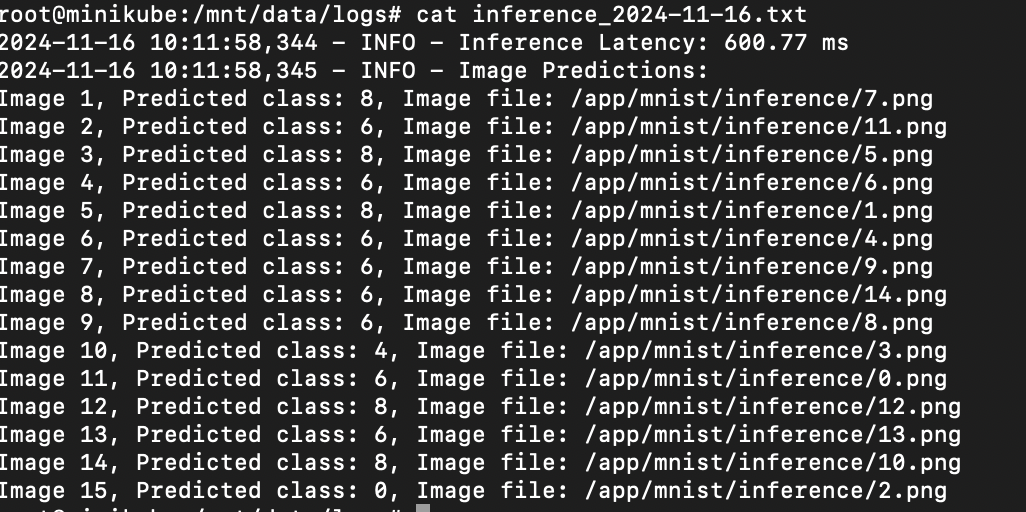 root@minikube:/mnt/data/logs# cat inference_2024-11-16.txt
2024-11-16 10:11:58,344 - INFO - Inference Latency: 600.77 ms
2024-11-16 10:11:58,345 - INFO - Image Predictions:
Image 1, Predicted class: 8, Image file: /app/mnist/inference/7.png
Image 2, Predicted class: 6, Image file: /app/mnist/inference/11.png
Image 3, Predicted class: 8, Image file: /app/mnist/inference/5.png
Image 4, Predicted class: 6, Image file: /app/mnist/inference/6.png
Image 5, Predicted class: 8, Image file: /app/mnist/inference/1.png
Image 6, Predicted class: 6, Image file: /app/mnist/inference/4.png
Image 7, Predicted class: 6, Image file: /app/mnist/inference/9.png
Image 8, Predicted class: 6, Image file: /app/mnist/inference/14.png
Image 9, Predicted class: 6, Image file: /app/mnist/inference/8.png
Image 10, Predicted class: 4, Image file: /app/mnist/inference/3.png
Image 11, Predicted class: 6, Image file: /app/mnist/inference/0.png
Image 12, Predicted class: 8, Image file: /app/mnist/inference/12.png
Image 13, Predicted class: 6, Image file: /app/mnist/inference/13.png
Image 14, Predicted class: 8, Image file: /app/mnist/inference/10.png
Image 15, Predicted class: 0, Image file: /app/mnist/inference/2.png
root@minikube:/mnt/data/logs#